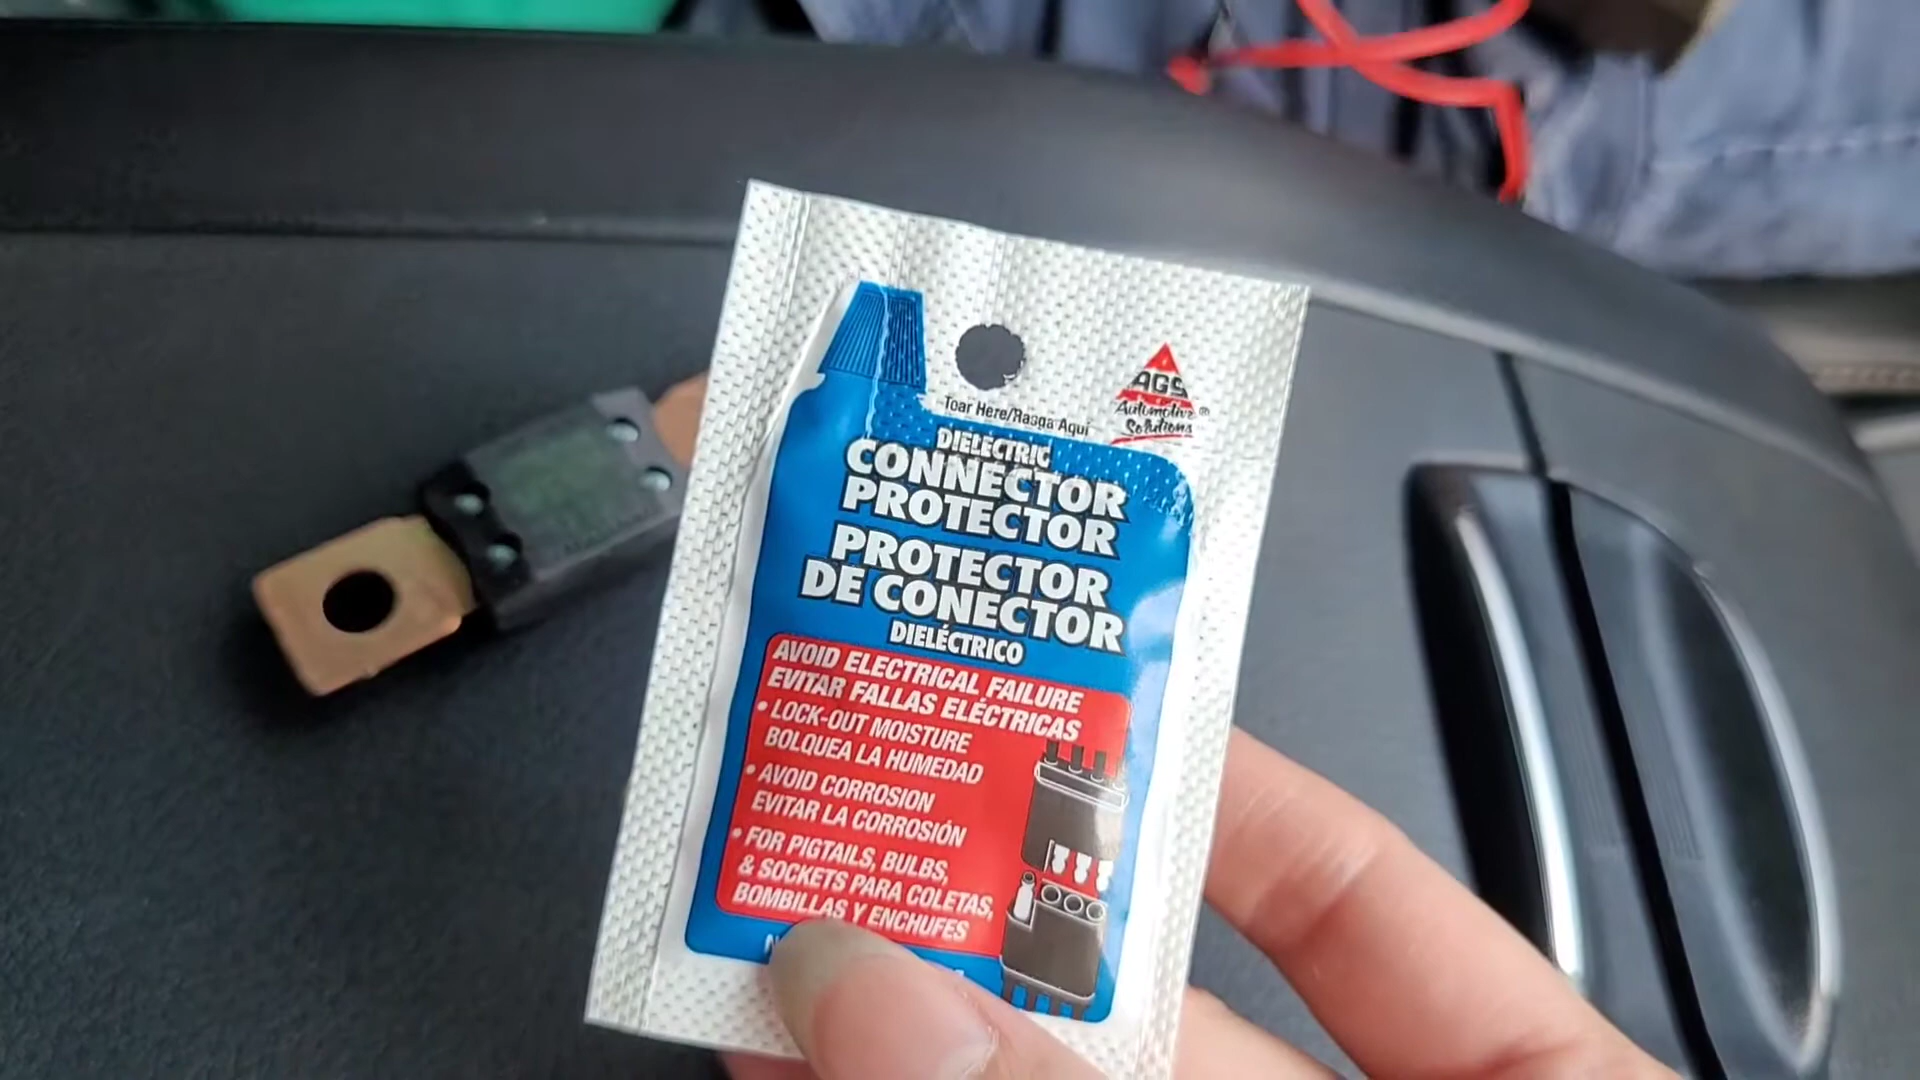 Tear Here/Rasga Aqui
AGS
Automotive
Solutions®
DIELECTRIC
CONNECTOR
PROTECTOR
PROTECTOR
DE CONECTOR
DIELÉCTRICO
AVOID ELECTRICAL FAILURE
EVITAR FALLAS ELÉCTRICAS
• LOCK-OUT MOISTURE
BOLQUEA LA HUMEDAD
• AVOID CORROSION
EVITAR LA CORROSIÓN
• FOR PIGTAILS, BULBS,
& SOCKETS PARA COLETAS,
BOMBILLAS Y ENCHUFES